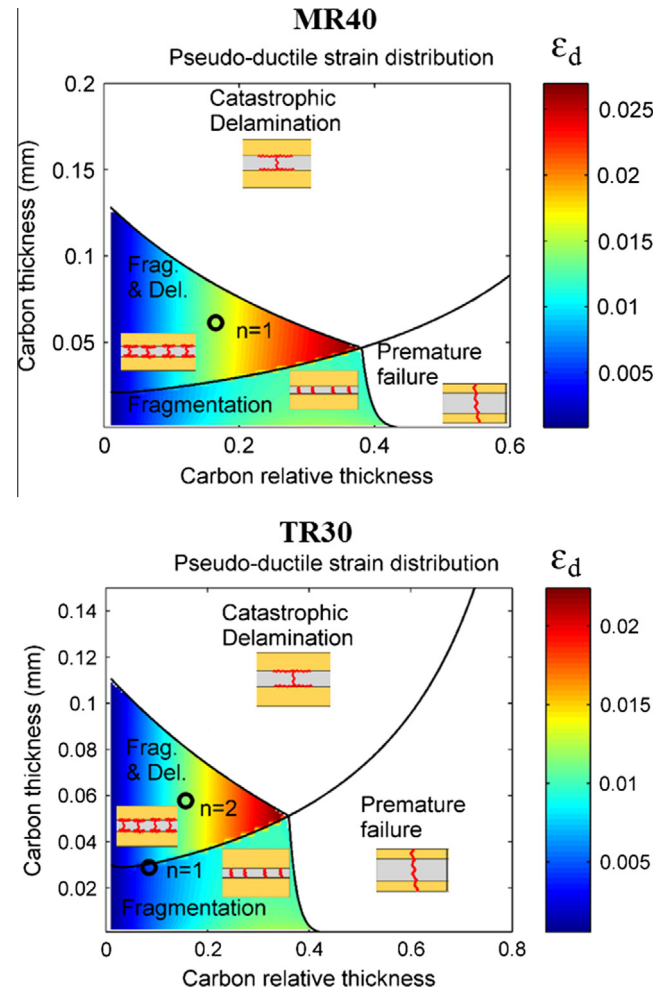 MR40
Pseudo-ductile strain distribution
εd
0.2
0.15
0.1
0.05
0
0.2
0.4
0.6
Carbon thickness (mm)
Carbon relative thickness
Catastrophic
Delamination
Frag.
& Del.
n=1
Fragmentation
Premature
failure
0.025
0.02
0.015
0.01
0.005
TR30
Pseudo-ductile strain distribution
εd
0.14
0.12
0.1
0.08
0.06
0.04
0.02
0
0.2
0.4
0.6
0.8
Carbon thickness (mm)
Carbon relative thickness
Catastrophic
Delamination
Frag.
& Del.
n=2
n=1
Fragmentation
Premature
failure
0.02
0.015
0.01
0.005